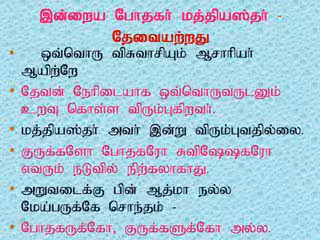 இன்றைய போதகர் மத்தியஸ்தர் -
தேவையற்றது
• ஒவ்வொரு விசுவாசியும் ஆசாரியர்
ஆயிற்றே
• தேவன் நேரிடையாக ஒவ்வொருவருடனும்
உறவு கொள்ள விரும்புகிறவர்.
• மத்தியஸ்தர் அவர் இன்று விரும்புவதில்லை.
• குருக்களோ போதகரோ சுவிஷேஷகரோ
எவரும் நடுவில் நிற்கலாகாது.
• அறுவடைக்கு பின் ஆத்மா நல்ல
மேய்பருக்கே சொந்தம் -
• போதகருக்கோ, குருக்களுக்கோ அல்ல.